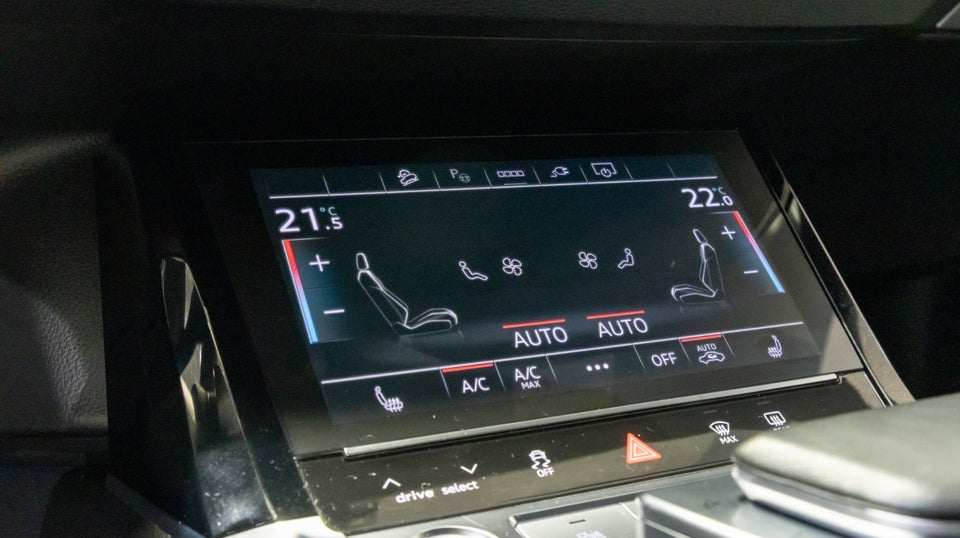 P
21.5 °C
22.0 °C
+
+
−
−
AUTO
AUTO
A/C
A/C
MAX
•••
OFF
AUTO
OFF
MAX
drive select